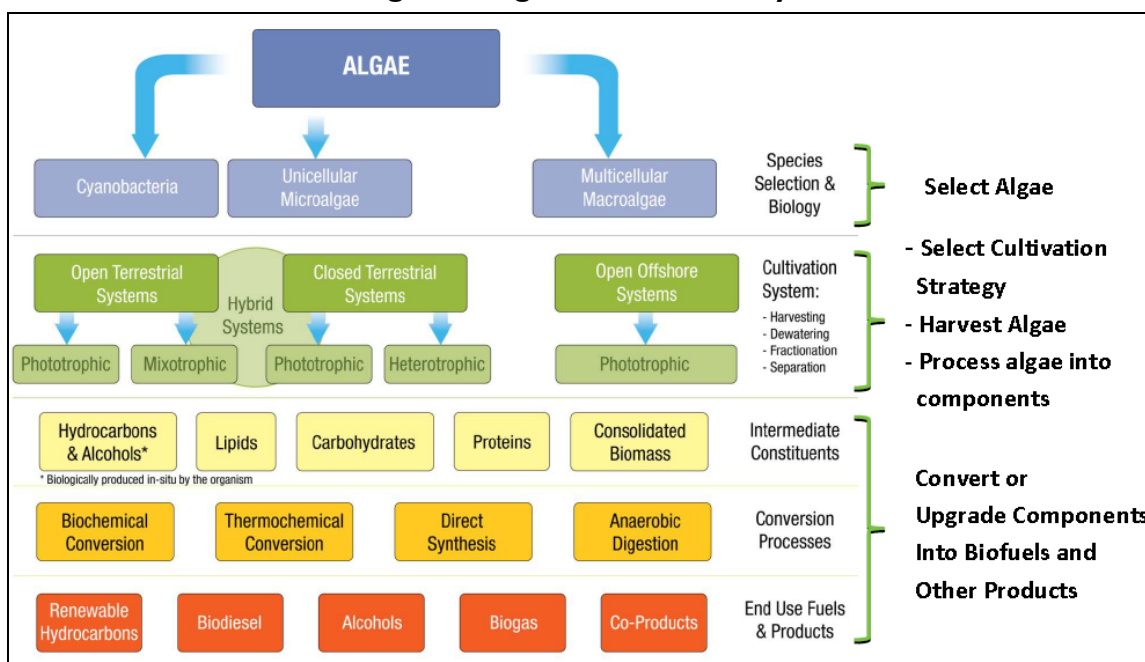 ALGAE
Cyanobacteria
Unicellular
Microalgae
Multicellular
Macroalgae
Species
Selection &
Biology
Select Algae
Open Terrestrial
Systems
Hybrid
Systems
Closed Terrestrial
Systems
Open Offshore
Systems
Phototrophic
Mixotrophic
Phototrophic
Heterotrophic
Phototrophic
Cultivation
System:
- Harvesting
- Dewatering
- Fractionation
- Separation
- Select Cultivation
Strategy
- Harvest Algae
- Process algae into
components
Hydrocarbons
& Alcohols*
Lipids
Carbohydrates
Proteins
Consolidated
Biomass
Intermediate
Constituents
* Biologically produced in-situ by the organism
Biochemical
Conversion
Thermochemical
Conversion
Direct
Synthesis
Anaerobic
Digestion
Conversion
Processes
Convert or
Upgrade Components
Into Biofuels and
Other Products
Renewable
Hydrocarbons
Biodiesel
Alcohols
Biogas
Co-Products
End Use Fuels
& Products